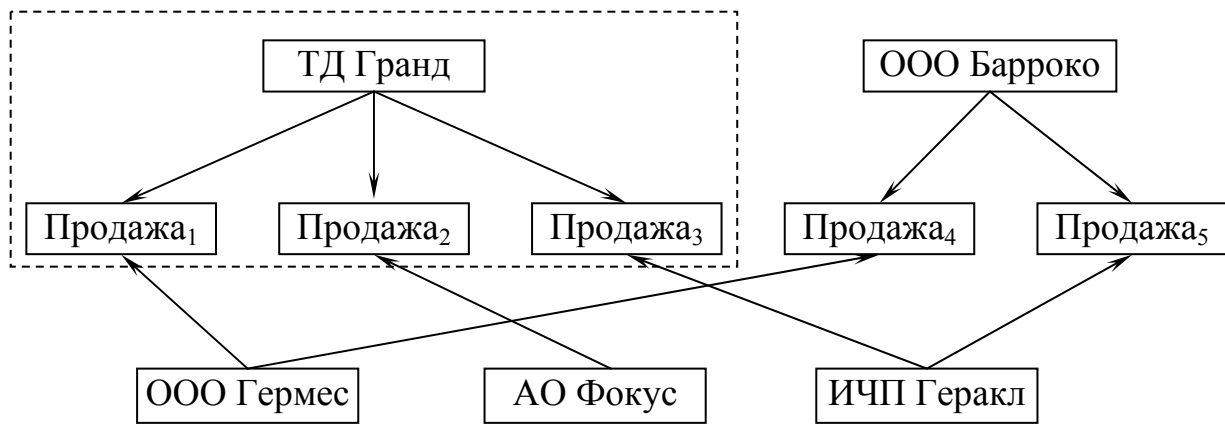 ТД Гранд
ООО Барроко
Продажа₁
Продажа₂
Продажа₃
Продажа₄
Продажа₅
ООО Гермес
АО Фокус
ИЧП Геракл